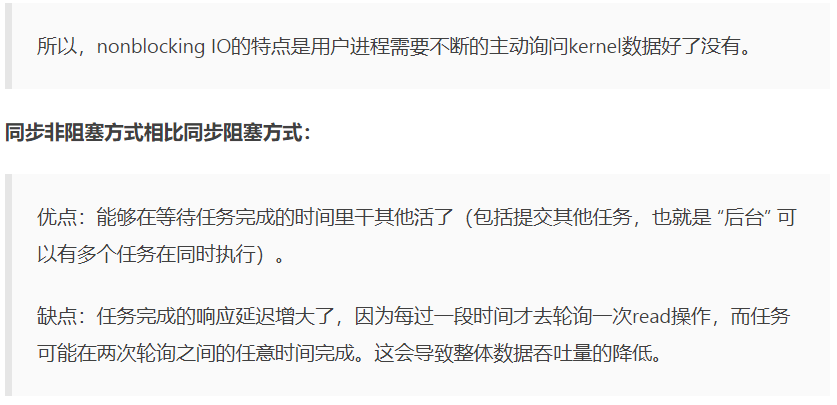 所以，nonblocking IO的特点是用户进程需要不断的主动询问kernel数据好了没有。
同步非阻塞方式相比同步阻塞方式：
优点：能够在等待任务完成的时间里干其他活了（包括提交其他任务，也就是 “后台” 可
以有多个任务在同时执行）。
缺点：任务完成的响应延迟增大了，因为每过一段时间才去轮询一次read操作，而任务
可能在两次轮询之间的任意时间完成。这会导致整体数据吞吐量的降低。